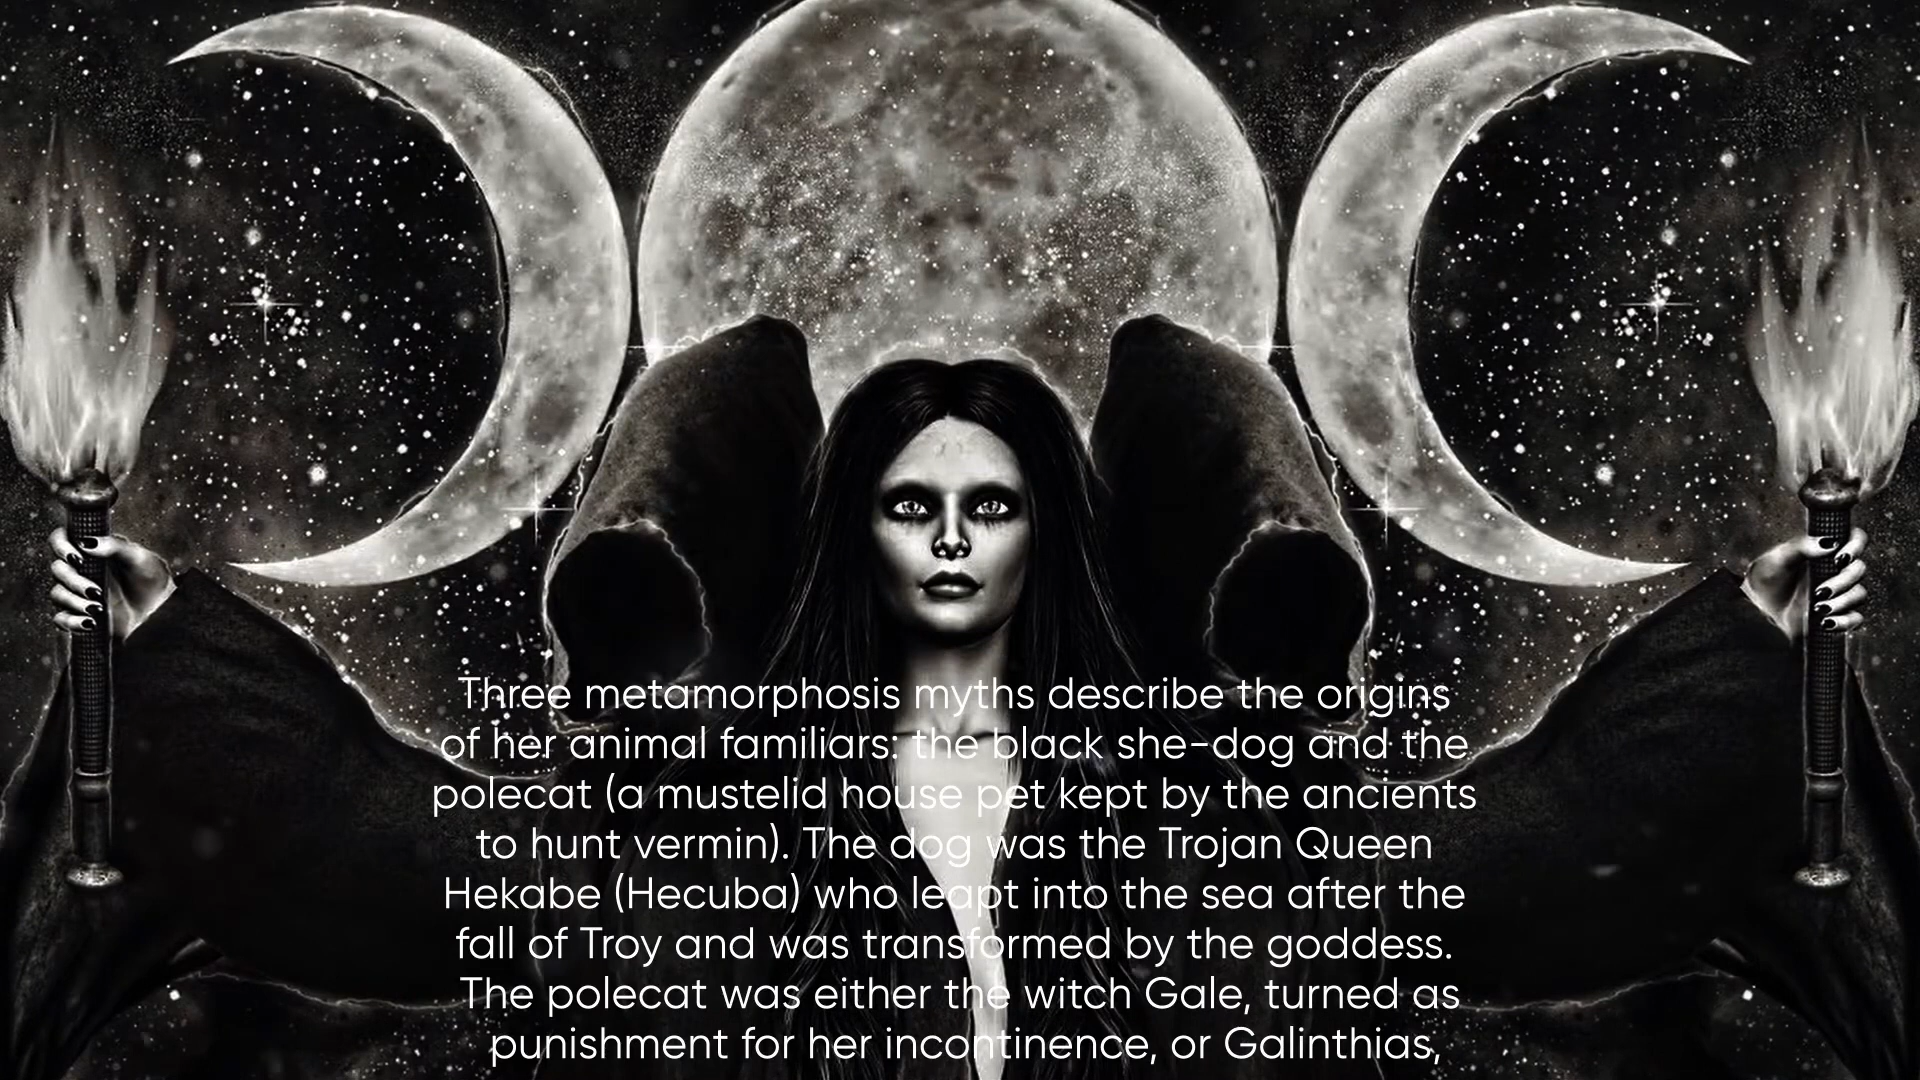 Three metamorphosis myths describe the origins
of her animal familiars: the black she-dog and the
polecat (a mustelid house pet kept by the ancients
to hunt vermin). The dog was the Trojan Queen
Hekabe (Hecuba) who leapt into the sea after the
fall of Troy and was transformed by the goddess.
The polecat was either the witch Gale, turned as
punishment for her incontinence, or Galinthias,